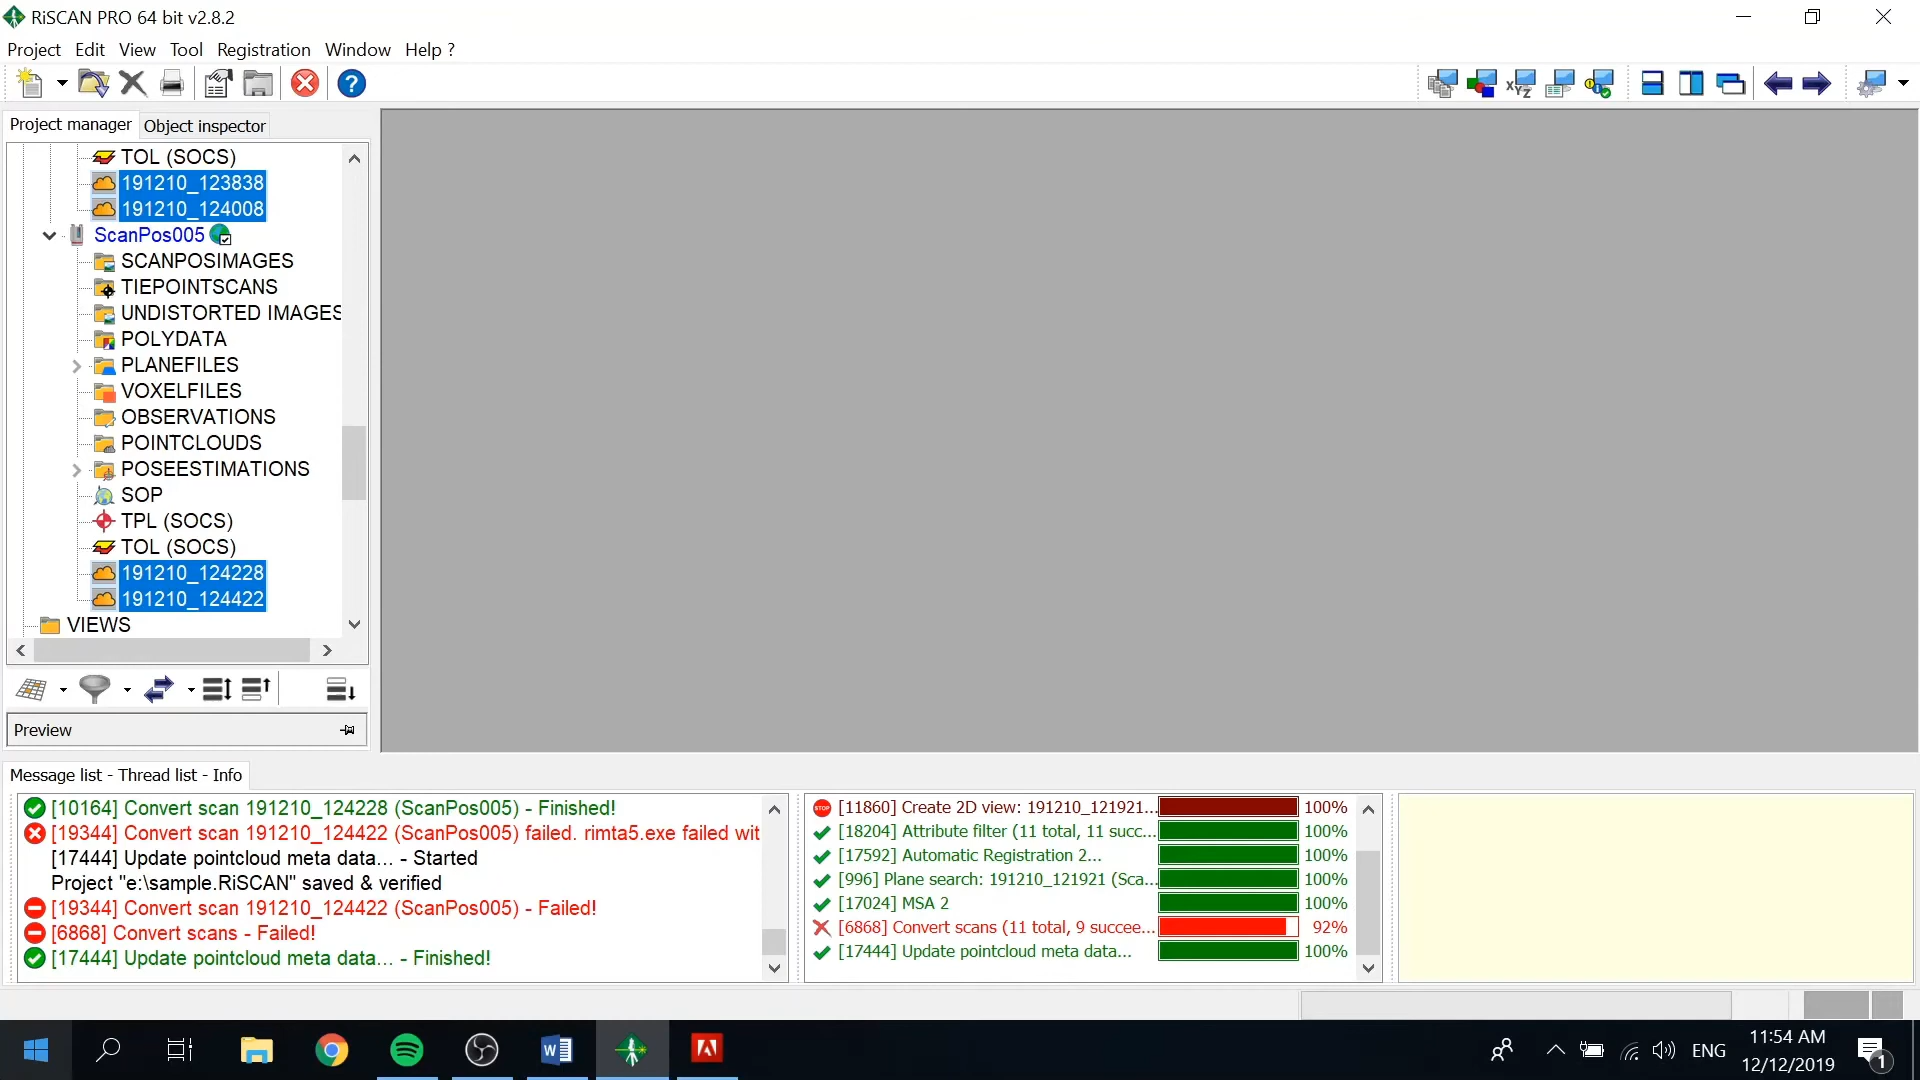 RiSCAN PRO 64 bit v2.8.2
Project Edit View Tool Registration Window Help ?
Project manager Object inspector
TOL (SOCS)
191210_123838
191210_124008
ScanPos005
SCANPOSIMAGES
TIEPOINTSCANS
UNDISTORTED IMAGES
POLYDATA
PLANEFILES
VOXELFILES
OBSERVATIONS
POINTCLOUDS
POSEESTIMATIONS
SOP
TPL (SOCS)
TOL (SOCS)
191210_124228
191210_124422
VIEWS
Preview
Message list - Thread list - Info
[10164] Convert scan 191210_124228 (ScanPos005) - Finished!
[19344] Convert scan 191210_124422 (ScanPos005) failed. rimta5.exe failed wit
[17444] Update pointcloud meta data... - Started
Project "e:\sample.RiSCAN" saved & verified
[19344] Convert scan 191210_124422 (ScanPos005) - Failed!
[6868] Convert scans - Failed!
[17444] Update pointcloud meta data... - Finished!
[11860] Create 2D view: 191210_121921... 100%
[18204] Attribute filter (11 total, 11 succ... 100%
[17592] Automatic Registration 2... 100%
[996] Plane search: 191210_121921 (Sca... 100%
[17024] MSA 2 100%
[6868] Convert scans (11 total, 9 succee... 92%
[17444] Update pointcloud meta data... 100%
ENG
11:54 AM
12/12/2019
1